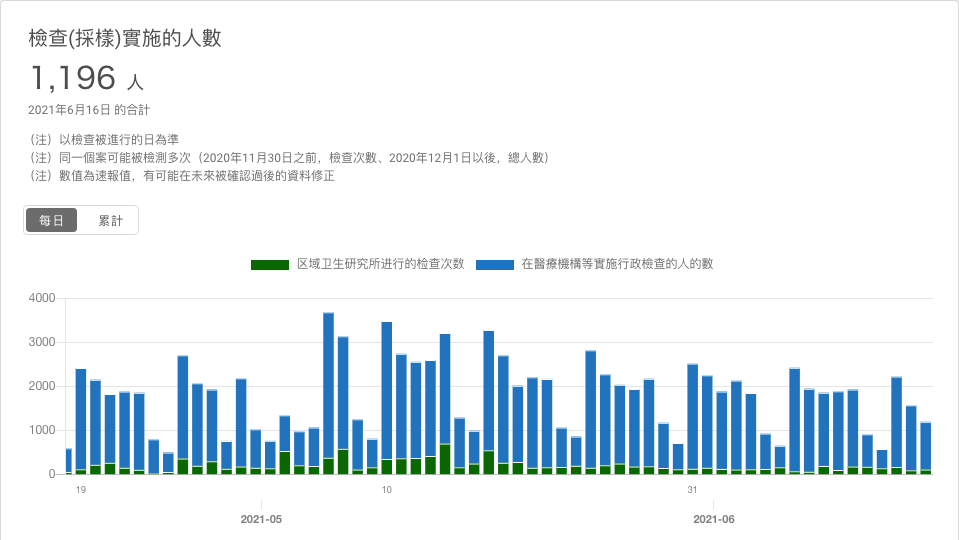 檢查(採樣)實施的人數
1,196 人
2021年6月16日 的合計
（注）以檢查被進行的日為準
（注）同一個案可能被檢測多次（2020年11月30日之前，檢查次數、2020年12月1日以後，總人數）
（注）數值為速報值，有可能在未來被確認過後的資料修正
每日 累計
区域卫生研究所进行的检查次数 在醫療機構等實施行政檢查的人的數
4000
3000
2000
1000
0
19 10 31
2021-05 2021-06